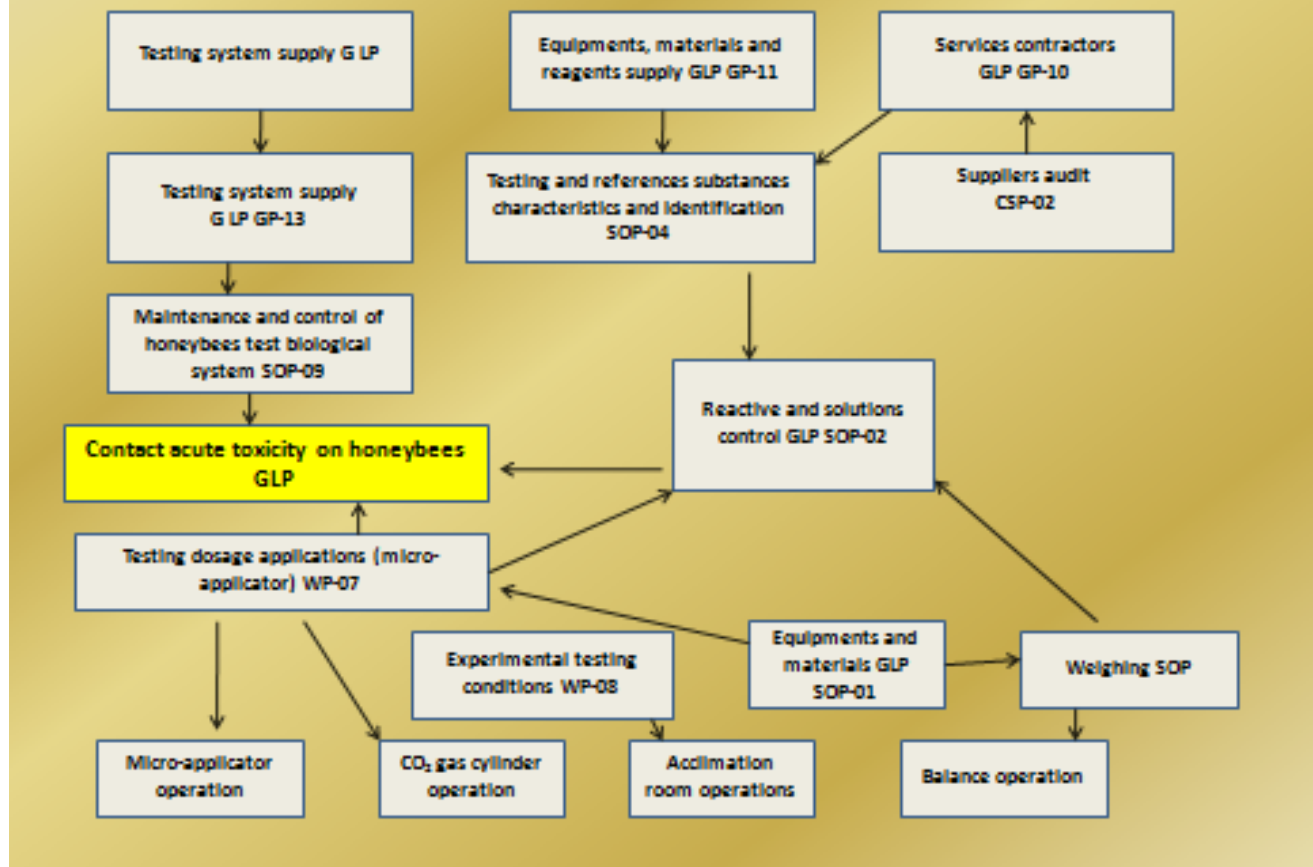 Testing system supply G LP
Equipments, materials and
reagents supply GLP GP-11
Services contractors
GLP GP-10
Testing system supply
G LP GP-13
Testing and references substances
characteristics and identification
SOP-04
Suppliers audit
CSP-02
Maintenance and control of
honeybees test biological
system SOP-09
Reactive and solutions
control GLP SOP-02
Contact acute toxicity on honeybees
GLP
Testing dosage applications (micro-
applicator) WP-07
Experimental testing
conditions WP-08
Equipments and
materials GLP
SOP-01
Weighing SOP
Micro-applicator
operation
CO₂ gas cylinder
operation
Acclimation
room operations
Balance operation